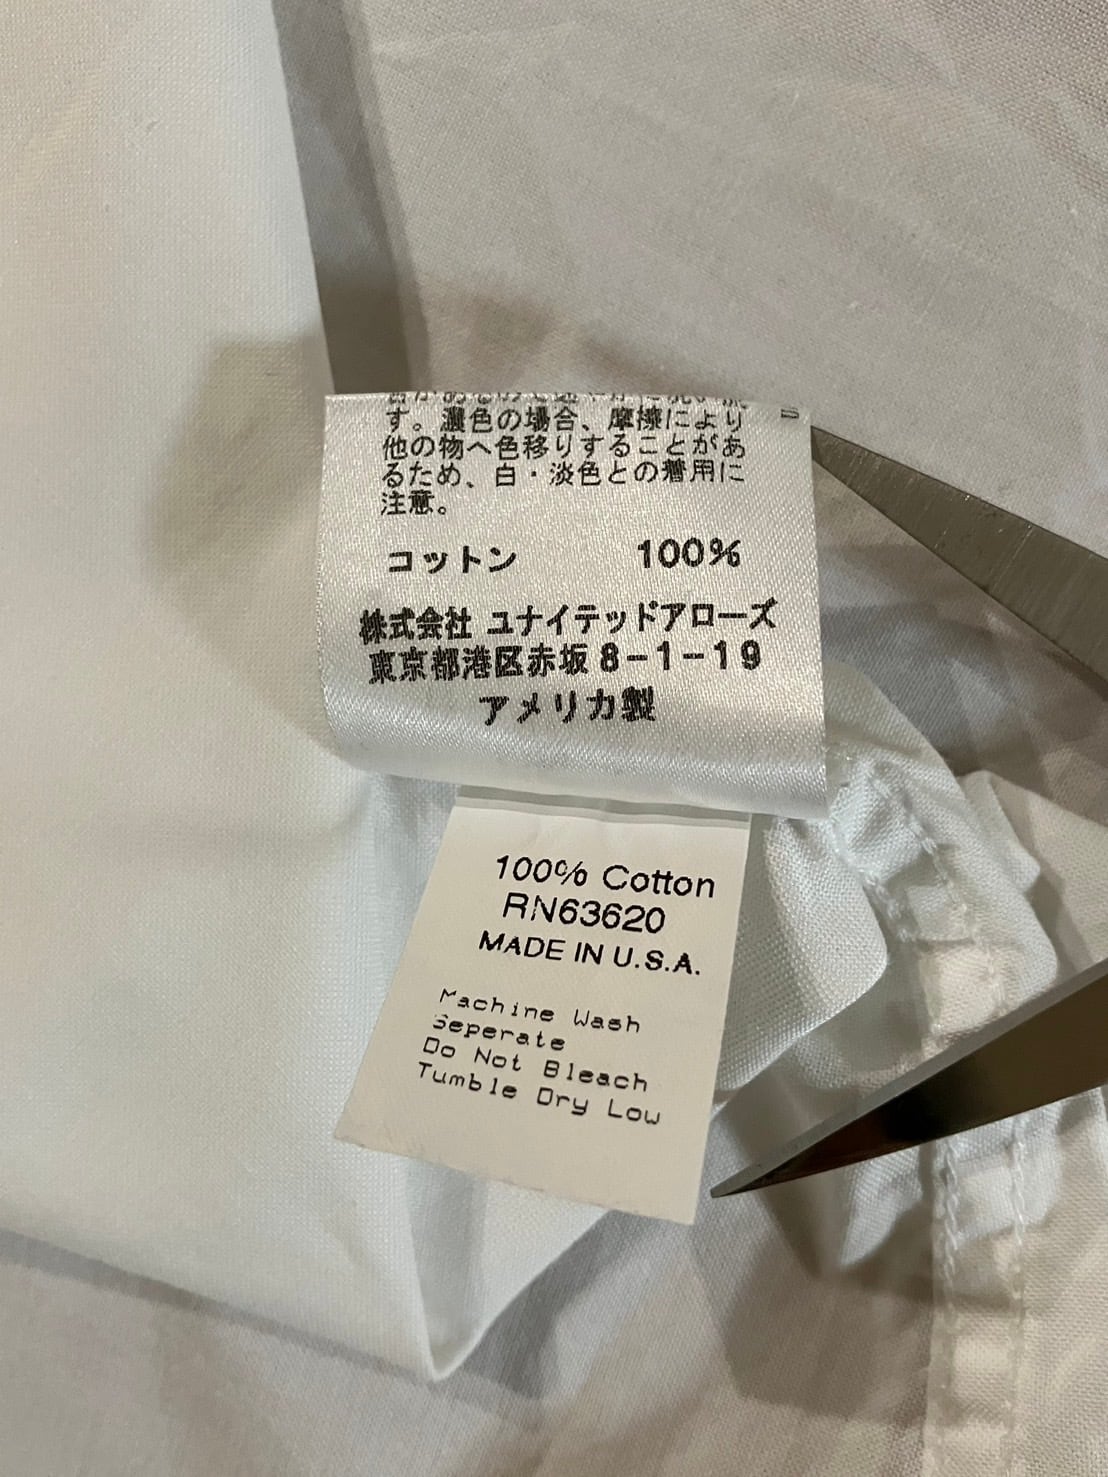 す。濃色の場合、摩擦により
他の物へ色移りすることがあ
るため、白・淡色との着用に
注意。
コットン 100%
株式会社 ユナイテッドアローズ
東京都港区赤坂8-1-19
アメリカ製
100% Cotton
RN63620
MADE IN U.S.A.
Machine Wash
Seperate
Do Not Bleach
Tumble Dry Low